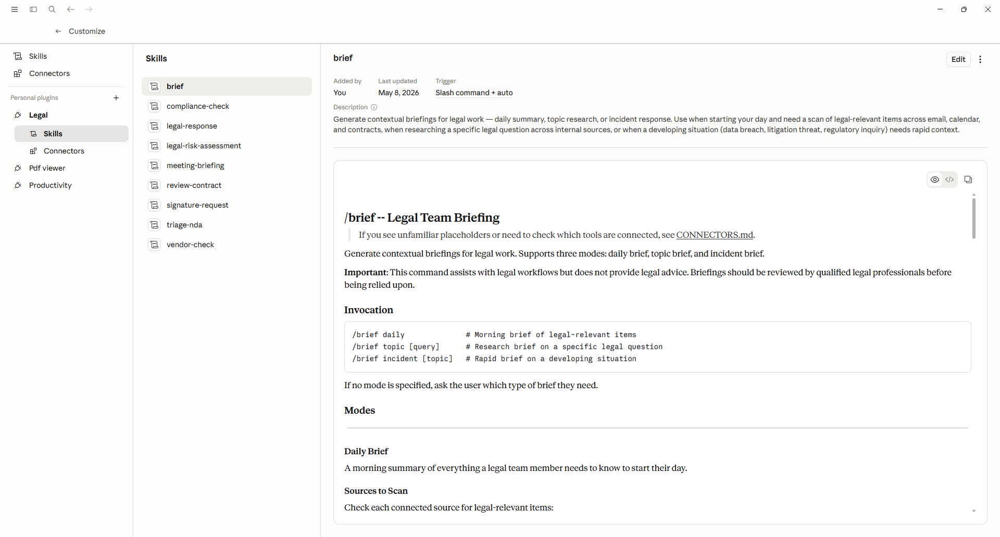 Customize
Skills
Connectors
Personal plugins
Legal
Skills
Connectors
Pdf viewer
Productivity
Skills
brief
compliance-check
legal-response
legal-risk-assessment
meeting-briefing
review-contract
signature-request
triage-nda
vendor-check
brief
Edit
Added by
Last updated
Trigger
You
May 8, 2026
Slash command + auto
Description
Generate contextual briefings for legal work — daily summary, topic research, or incident response. Use when starting your day and need a scan of legal-relevant items across email, calendar,
and contracts, when researching a specific legal question across internal sources, or when a developing situation (data breach, litigation threat, regulatory inquiry) needs rapid context.
/brief -- Legal Team Briefing
If you see unfamiliar placeholders or need to check which tools are connected, see CONNECTORS.md.
Generate contextual briefings for legal work. Supports three modes: daily brief, topic brief, and incident brief.
Important: This command assists with legal workflows but does not provide legal advice. Briefings should be reviewed by qualified legal professionals before
being relied upon.
Invocation
/brief daily # Morning brief of legal-relevant items
/brief topic [query] # Research brief on a specific legal question
/brief incident [topic] # Rapid brief on a developing situation
If no mode is specified, ask the user which type of brief they need.
Modes
Daily Brief
A morning summary of everything a legal team member needs to know to start their day.
Sources to Scan
Check each connected source for legal-relevant items: